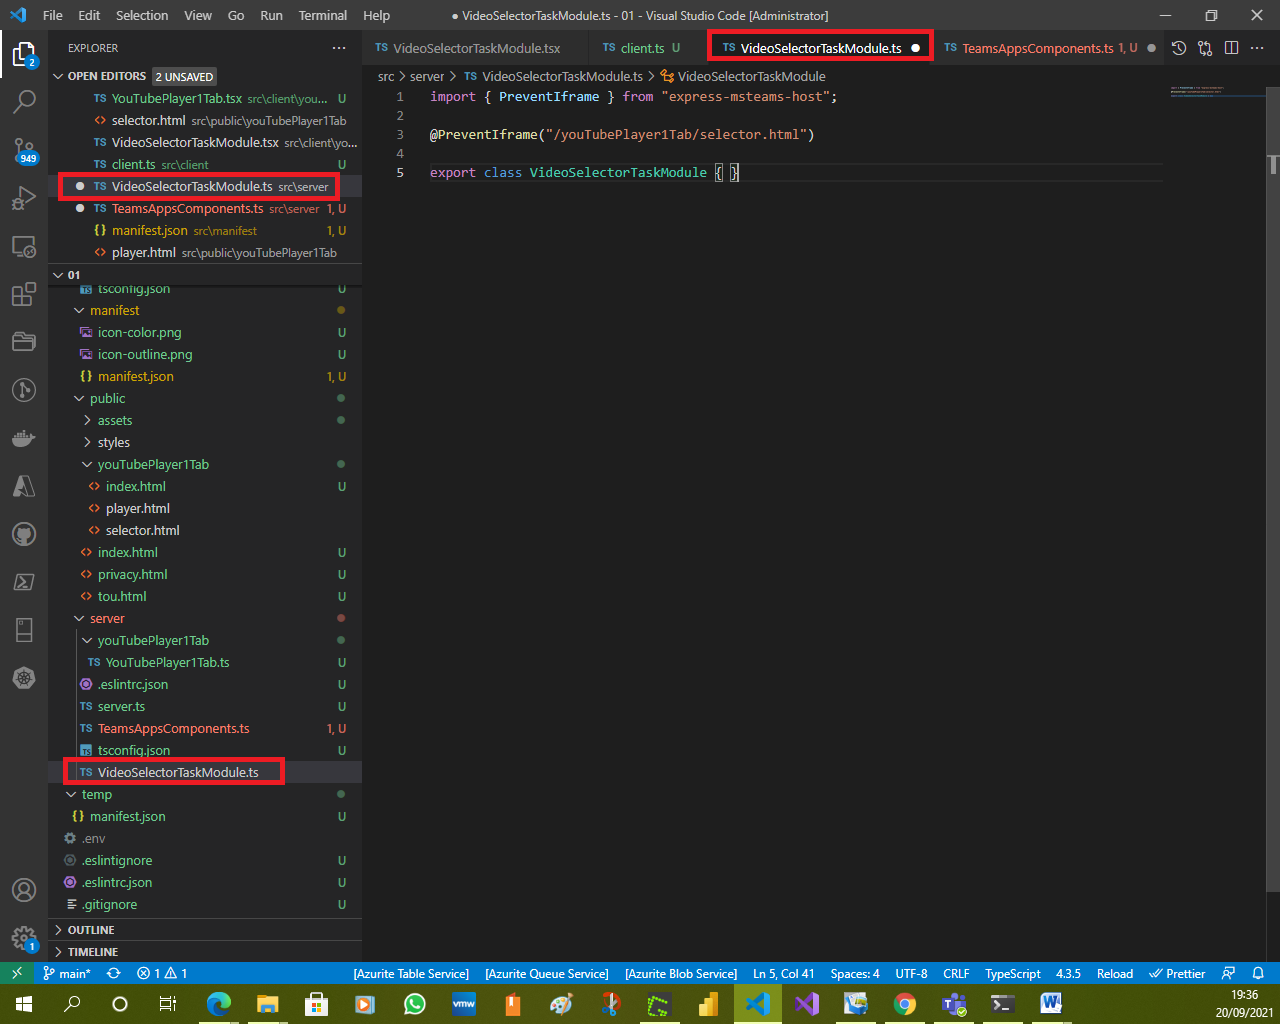 File Edit Selection View Go Run Terminal Help
● VideoSelectorTaskModule.ts - 01 - Visual Studio Code [Administrator]
EXPLORER ···
TS VideoSelectorTaskModule.tsx
TS client.ts U
TS VideoSelectorTaskModule.ts ●
TS TeamsAppsComponents.ts 1, U ●
OPEN EDITORS 2 UNSAVED
TS YouTubePlayer1Tab.tsx src\client\you... U
<> selector.html src\public\youTubePlayer1Tab
TS VideoSelectorTaskModule.tsx src\client\yo...
TS client.ts src\client U
● TS VideoSelectorTaskModule.ts src\server
● TS TeamsAppsComponents.ts src\server 1, U
{} manifest.json src\manifest 1, U
<> player.html src\public\youTubePlayer1Tab
01
TS tsconfig.json U
manifest
icon-color.png U
icon-outline.png U
{} manifest.json 1, U
public
assets
styles
youTubePlayer1Tab
<> index.html U
<> player.html
<> selector.html
<> index.html U
<> privacy.html U
<> tou.html U
server
youTubePlayer1Tab
TS YouTubePlayer1Tab.ts U
.eslintrc.json U
TS server.ts U
TS TeamsAppsComponents.ts 1, U
TS tsconfig.json U
TS VideoSelectorTaskModule.ts
temp
{} manifest.json U
.env
.eslintignore U
.eslintrc.json U
.gitignore U
OUTLINE
TIMELINE
2
949
1
src > server > TS VideoSelectorTaskModule.ts > VideoSelectorTaskModule
1 import { PreventIframe } from "express-msteams-host";
2
3 @PreventIframe("/youTubePlayer1Tab/selector.html")
4
5 export class VideoSelectorTaskModule { }
main* 1 1 [Azurite Table Service] [Azurite Queue Service] [Azurite Blob Service] Ln 5, Col 41 Spaces: 4 UTF-8 CRLF TypeScript 4.3.5 Reload Prettier
vmw
19:36
20/09/2021